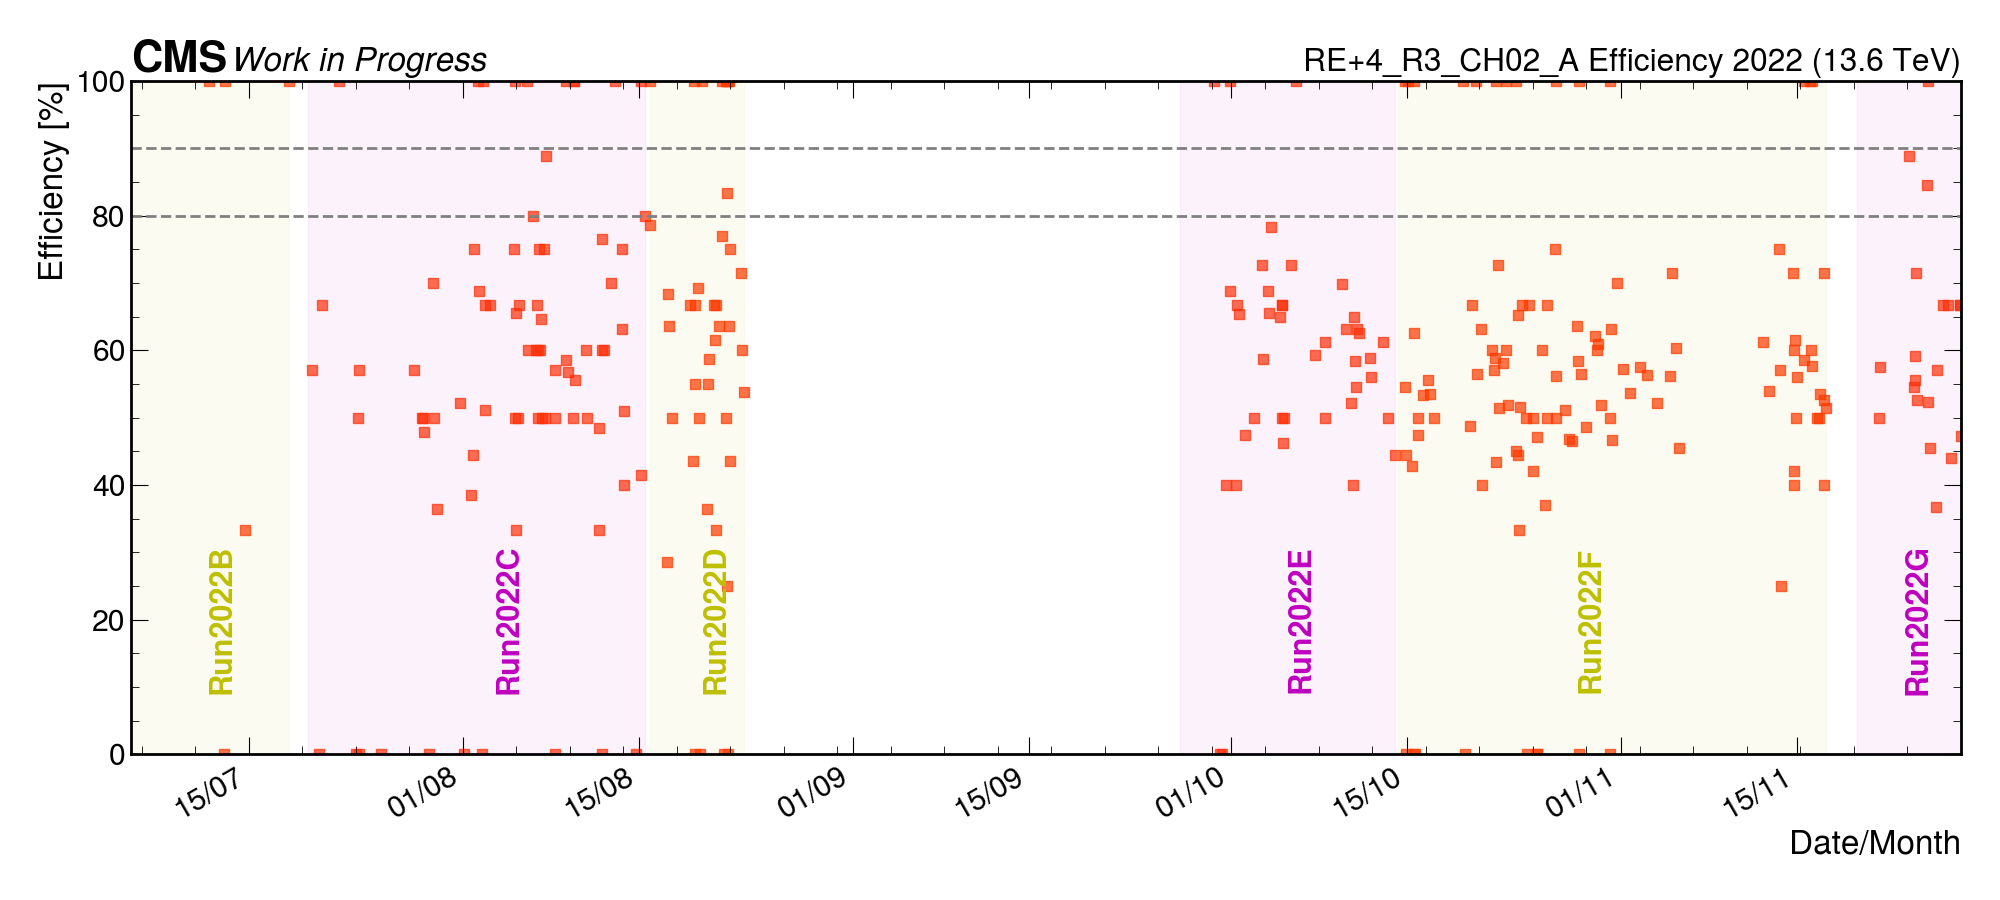 CMS Work in Progress
RE+4_R3_CH02_A Efficiency 2022 (13.6 TeV)
Efficiency [%]
100
80
60
40
20
0
Run2022B
Run2022C
Run2022D
Run2022E
Run2022F
Run2022G
15/07
01/08
15/08
01/09
15/09
01/10
15/10
01/11
15/11
Date/Month